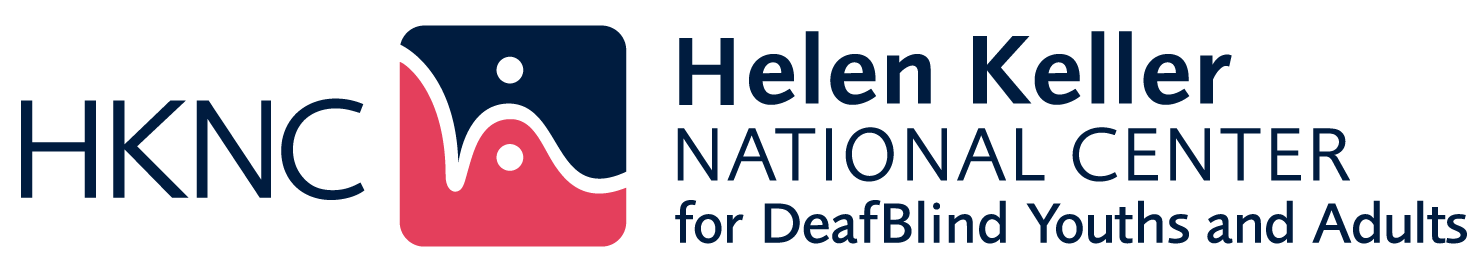 HKNC
Helen Keller
NATIONAL CENTER
for DeafBlind Youths and Adults